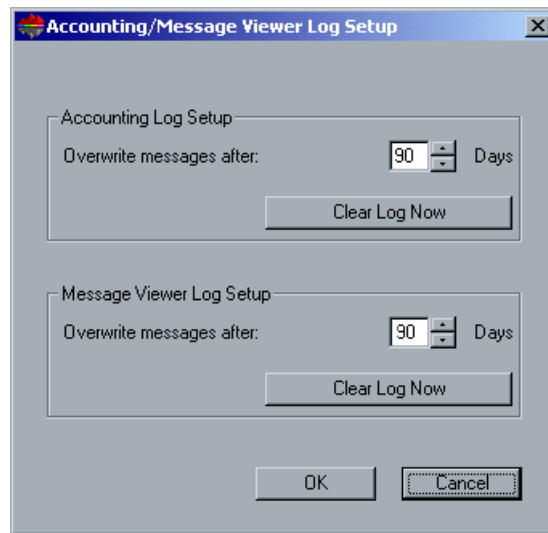 Accounting/Message Viewer Log Setup
Accounting Log Setup
Overwrite messages after: 90 Days
Clear Log Now
Message Viewer Log Setup
Overwrite messages after: 90 Days
Clear Log Now
OK Cancel